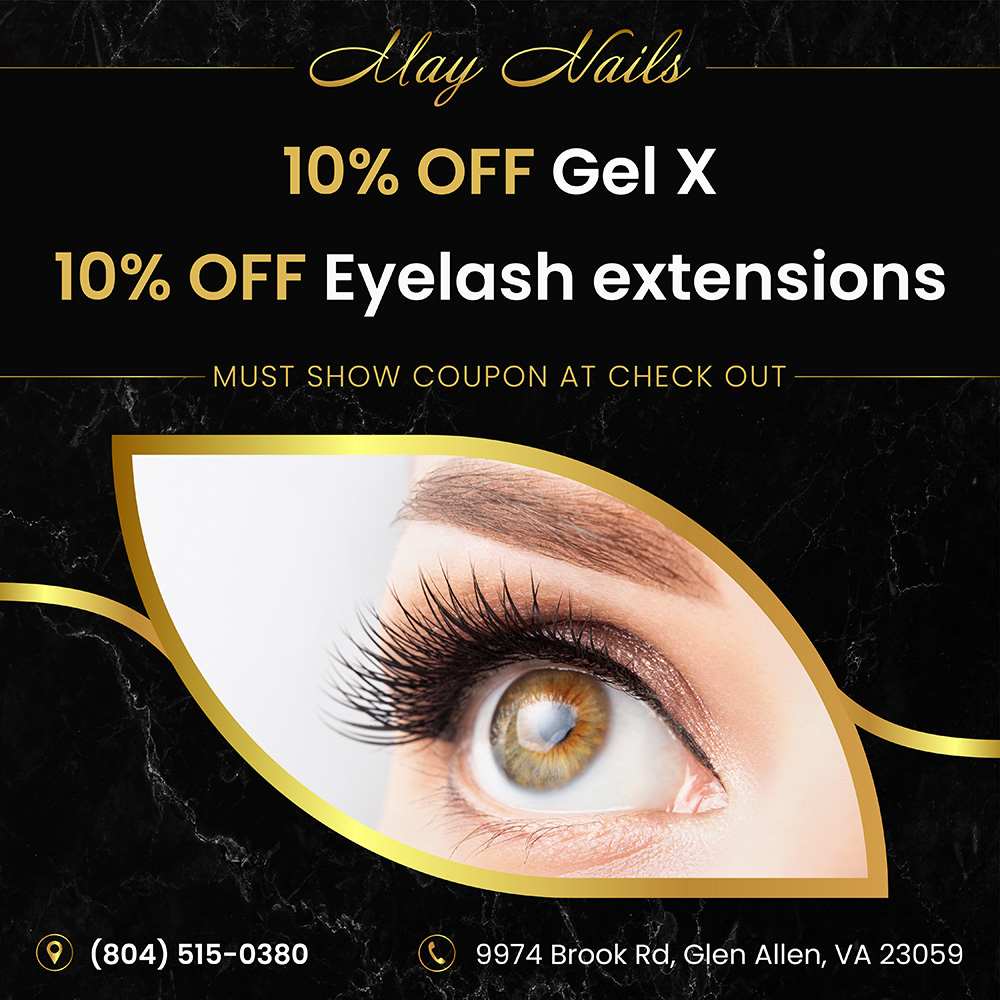 May Nails
10% OFF Gel X
10% OFF Eyelash extensions
MUST SHOW COUPON AT CHECK OUT
(804) 515-0380
9974 Brook Rd, Glen Allen, VA 23059